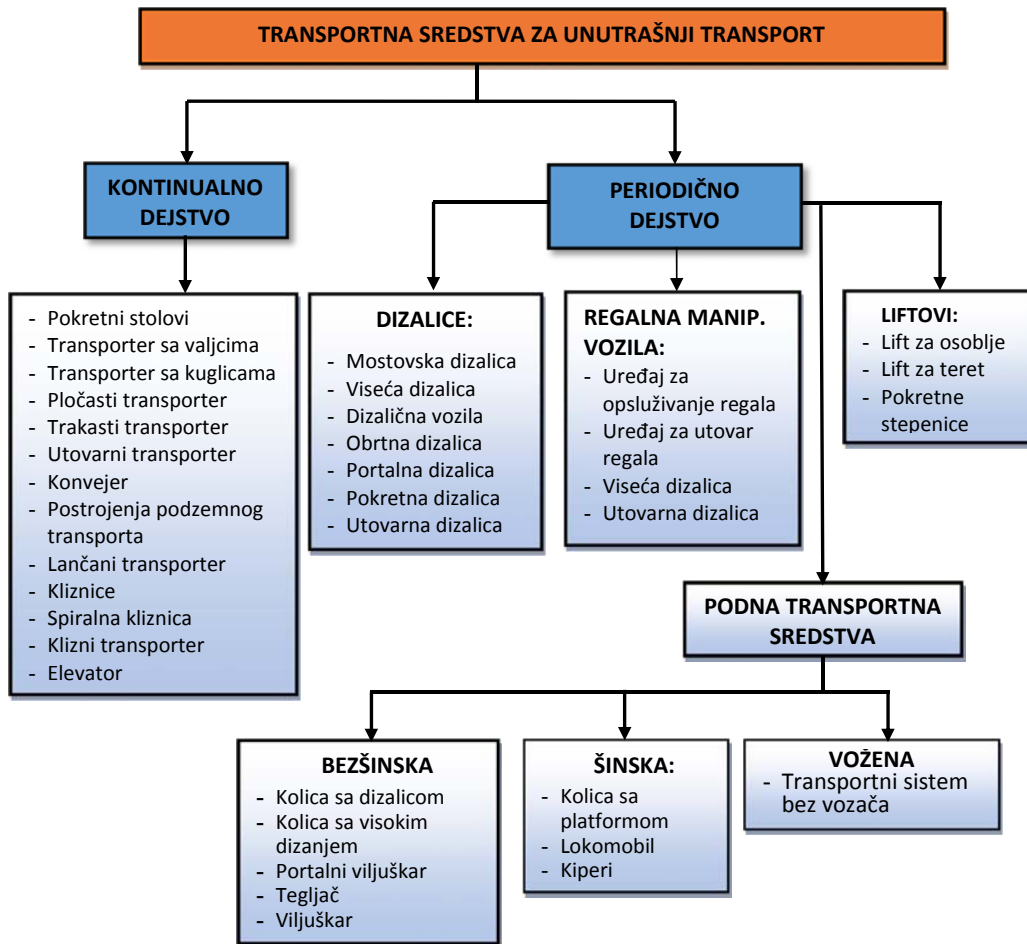 TRANSPORTNA SREDSTVA ZA UNUTRAŠNJI TRANSPORT
KONTINUALNO
DEJSTVO
PERIODIČNO
DEJSTVO
- Pokretni stolovi
- Transporter sa valjcima
- Transporter sa kuglicama
- Pločasti transporter
- Trakasti transporter
- Utovarni transporter
- Konvejer
- Postrojenja podzemnog
transporta
- Lančani transporter
- Kliznice
- Spiralna kliznica
- Klizni transporter
- Elevator
DIZALICE:
- Mostovska dizalica
- Viseća dizalica
- Dizalična vozila
- Obrtna dizalica
- Portalna dizalica
- Pokretna dizalica
- Utovarna dizalica
REGALNA MANIP.
VOZILA:
- Uređaj za
opsluživanje regala
- Uređaj za utovar
regala
- Viseća dizalica
- Utovarna dizalica
LIFTOVI:
- Lift za osoblje
- Lift za teret
- Pokretne
stepenice
PODNA TRANSPORTNA
SREDSTVA
BEZŠINSKA
- Kolica sa dizalicom
- Kolica sa visokim
dizanjem
- Portalni viljuškar
- Tegljač
- Viljuškar
ŠINSKA:
- Kolica sa
platformom
- Lokomobil
- Kiperi
VOŽENA
- Transportni sistem
bez vozača